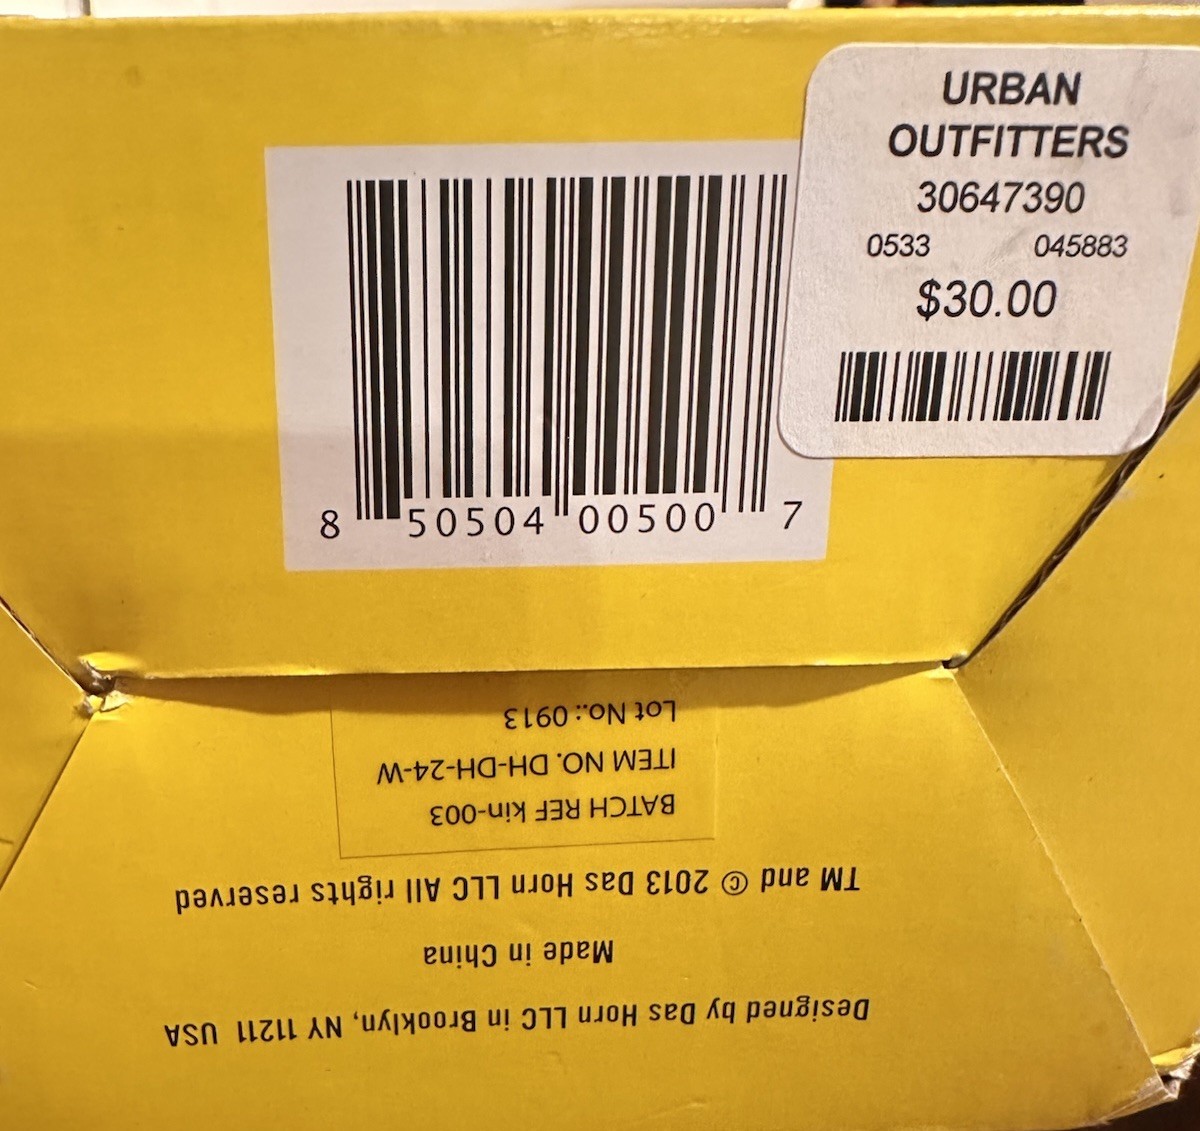 URBAN
OUTFITTERS
30647390
0533 045883
$30.00
8 50504 00500 7
Designed by Das Horn LLC in Brooklyn, NY 11211 USA
Made in China
TM and © 2013 Das Horn LLC All rights reserved
BATCH REF kin-003
ITEM NO. DH-DH-24-W
Lot No.: 0913